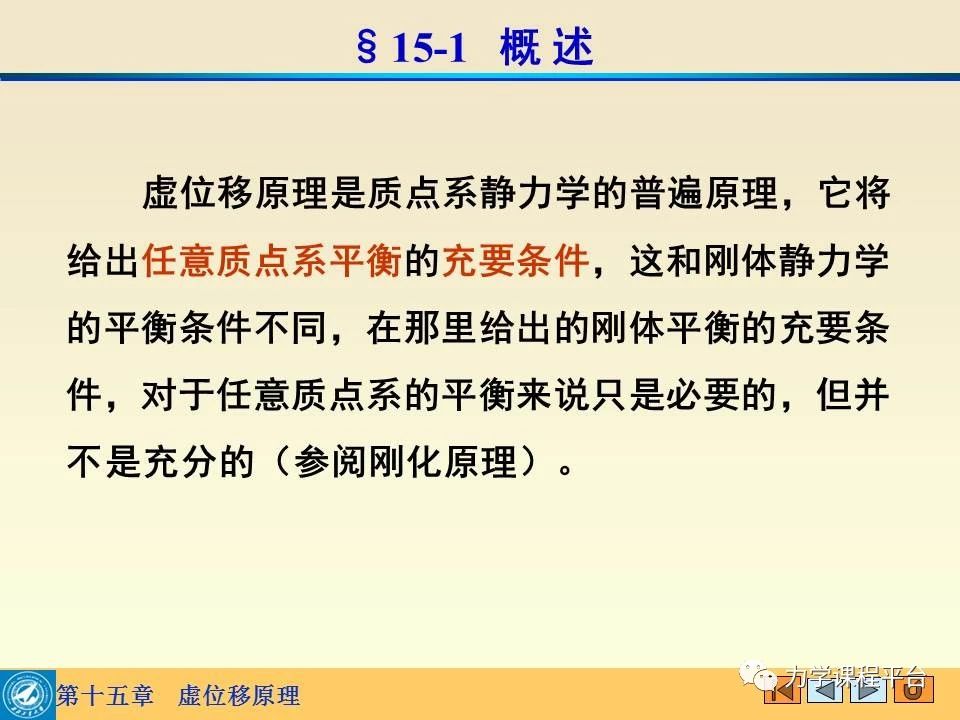 §15-1 概 述
虚位移原理是质点系静力学的普遍原理，它将
给出任意质点系平衡的充要条件，这和刚体静力学
的平衡条件不同，在那里给出的刚体平衡的充要条
件，对于任意质点系的平衡来说只是必要的，但并
不是充分的（参阅刚化原理）。
第十五章 虚位移原理
力学课程平台